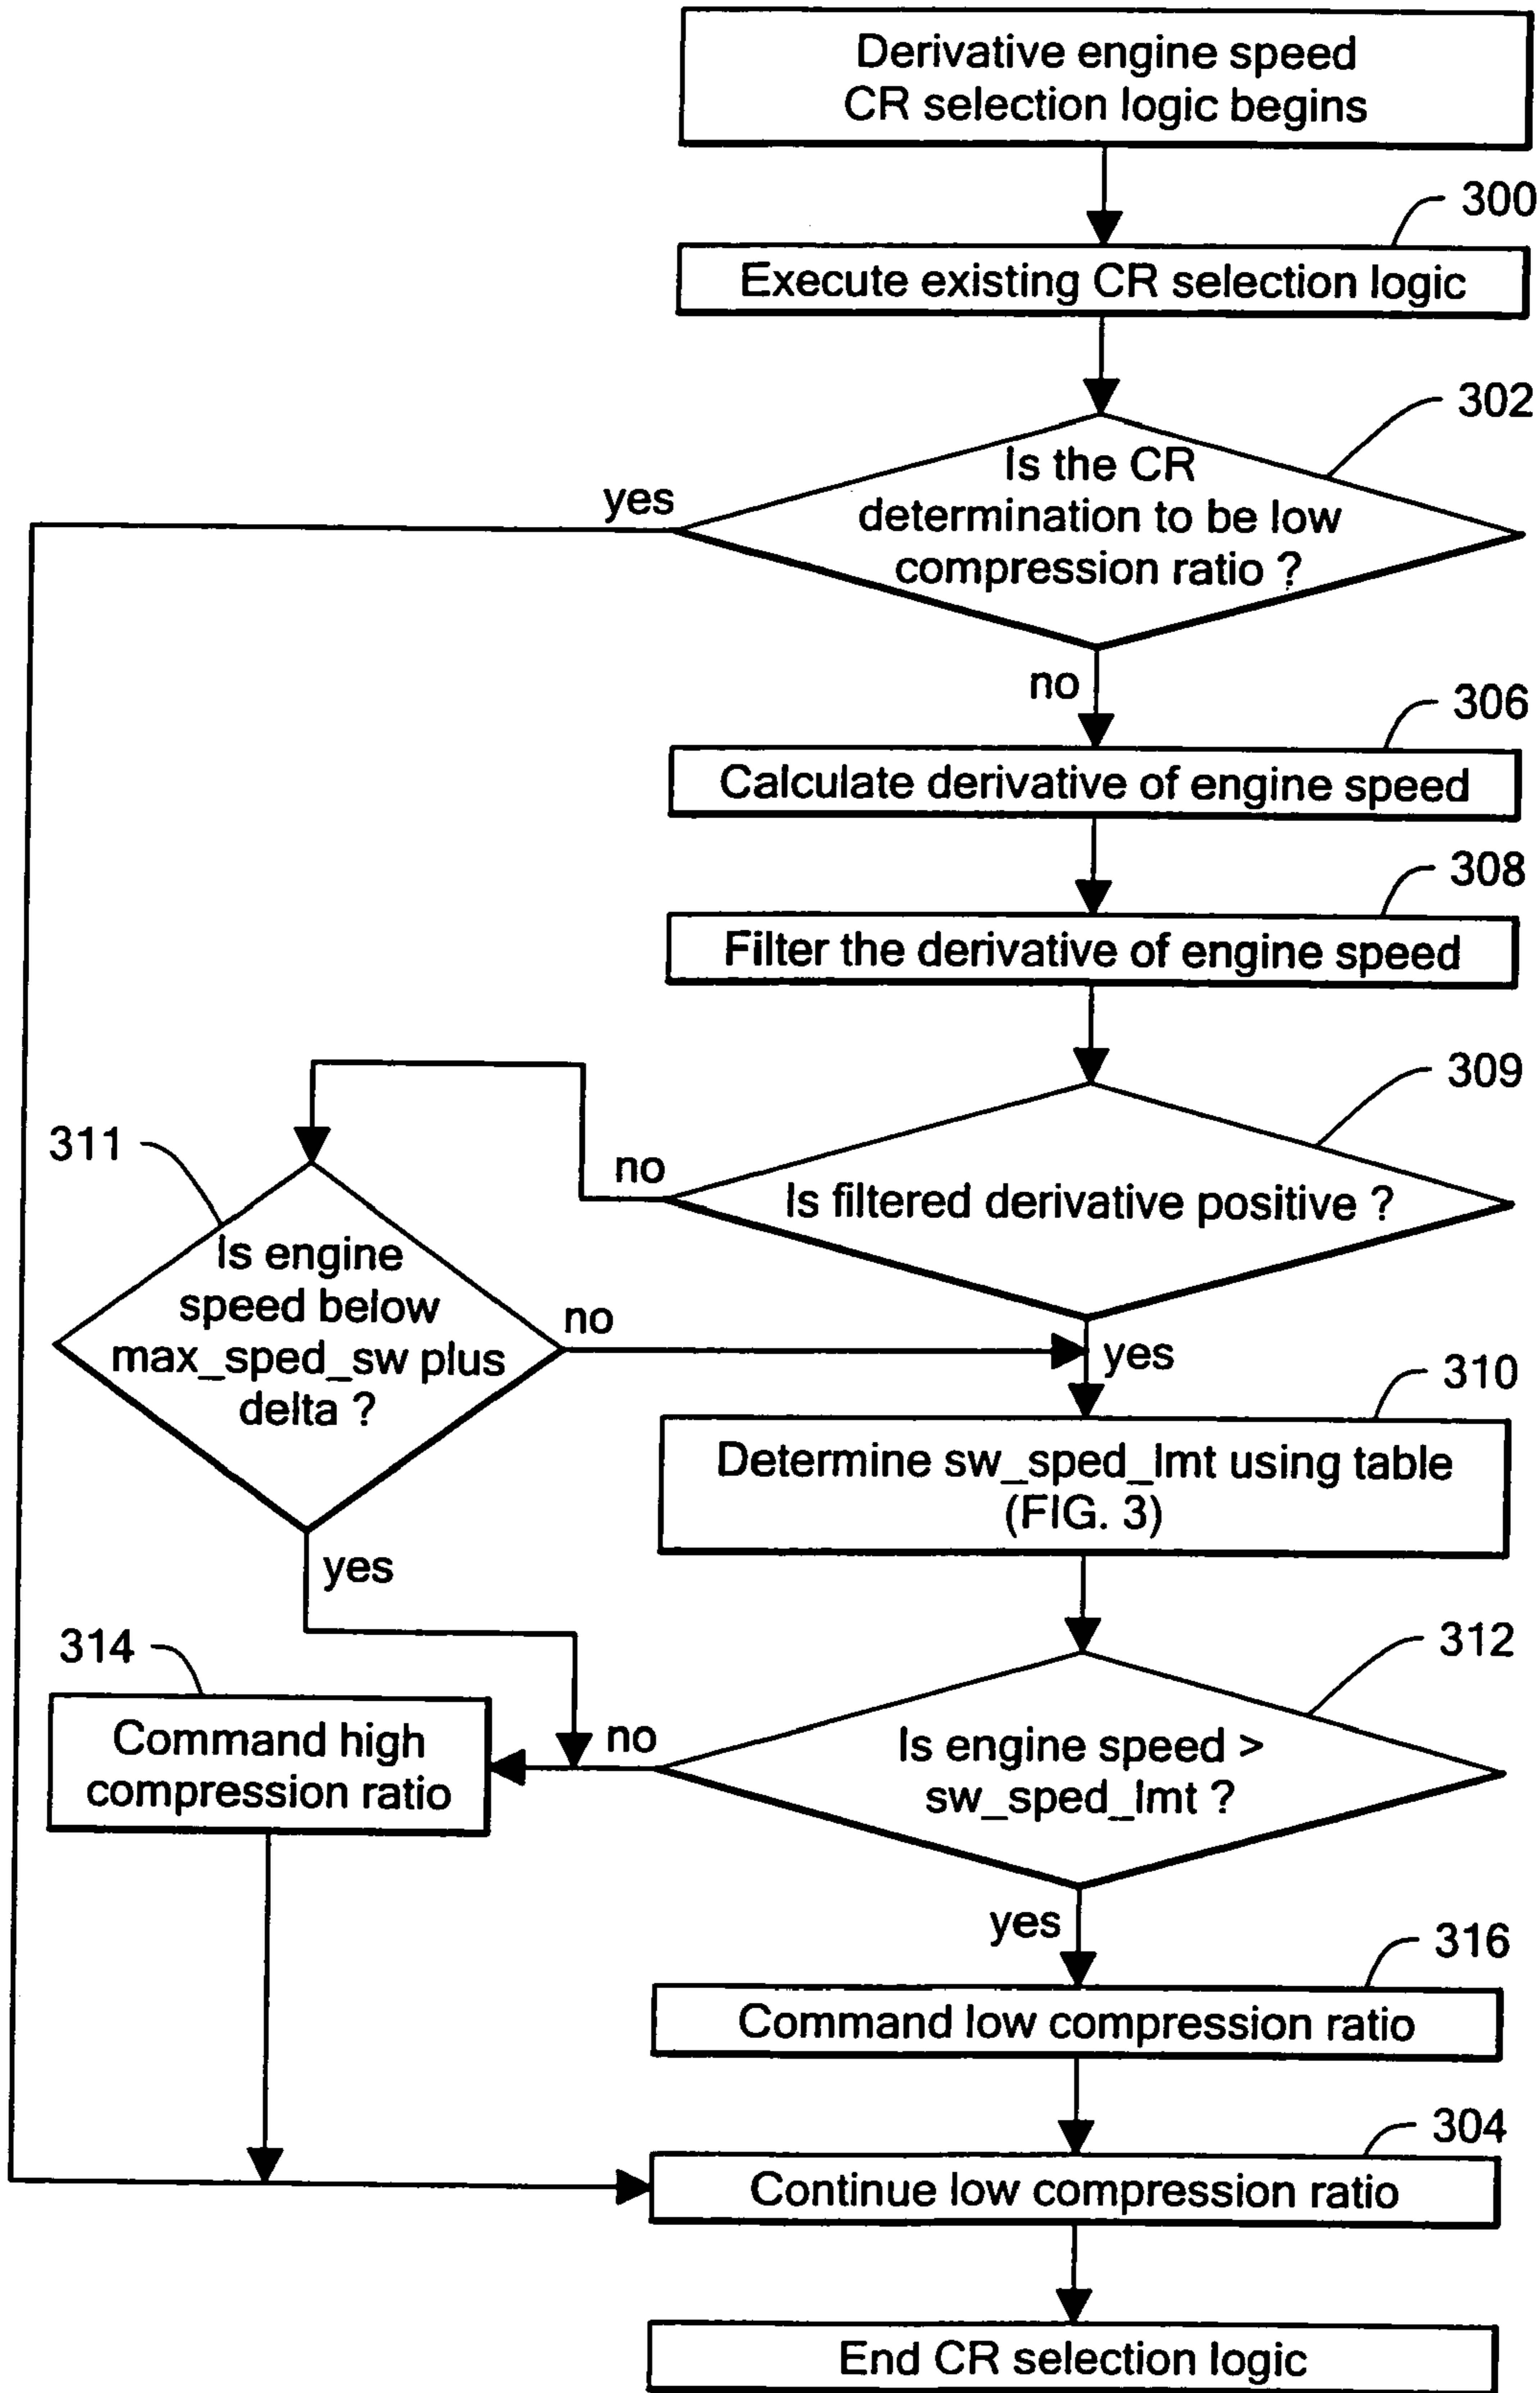 Derivative engine speed
CR selection logic begins
300
Execute existing CR selection logic
302
Is the CR
determination to be low
compression ratio ?
yes
no
306
Calculate derivative of engine speed
308
Filter the derivative of engine speed
309
Is filtered derivative positive ?
no
311
Is engine
speed below
max_sped_sw plus
delta ?
no
yes
yes
310
Determine sw_sped_lmt using table
(FIG. 3)
312
Is engine speed >
sw_sped_lmt ?
no
314
Command high
compression ratio
yes
316
Command low compression ratio
304
Continue low compression ratio
End CR selection logic